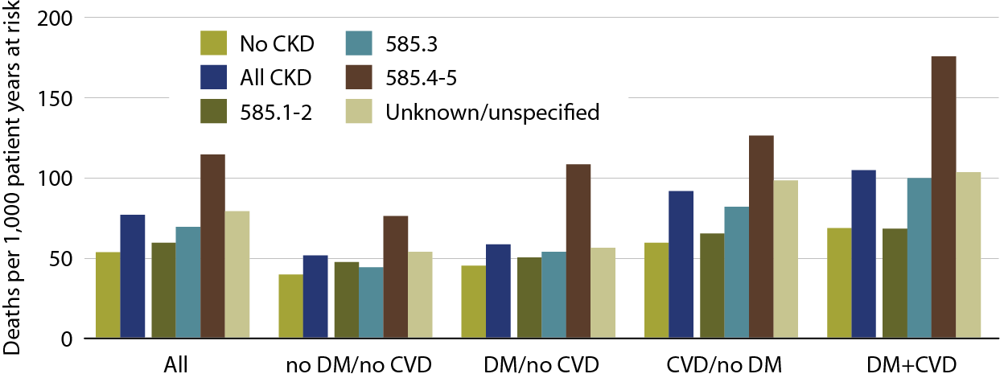 Deaths per 1,000 patient years at risk
200
150
100
50
0
No CKD
All CKD
585.1-2
585.3
585.4-5
Unknown/unspecified
All
no DM/no CVD
DM/no CVD
CVD/no DM
DM+CVD